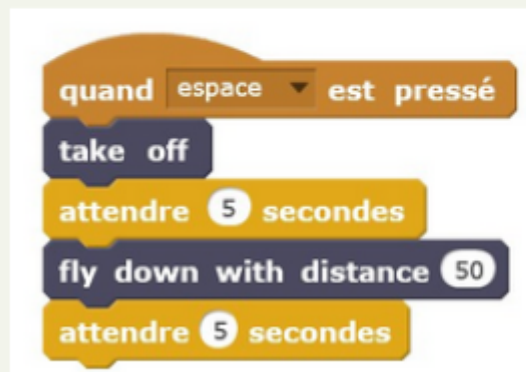 quand espace est pressé
take off
attendre 5 secondes
fly down with distance 50
attendre 5 secondes